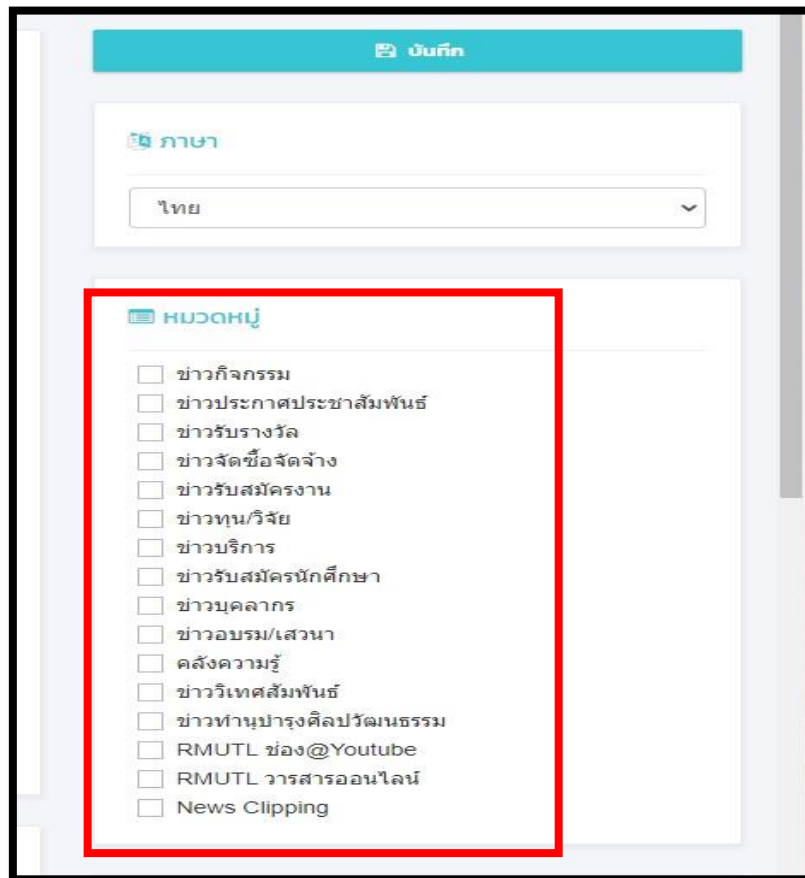 บันทึก
ภาษา
ไทย
หมวดหมู่
ข่าวกิจกรรม
ข่าวประกาศประชาสัมพันธ์
ข่าวรับรางวัล
ข่าวจัดซื้อจัดจ้าง
ข่าวรับสมัครงาน
ข่าวทุน/วิจัย
ข่าวบริการ
ข่าวรับสมัครนักศึกษา
ข่าวบุคลากร
ข่าวอบรม/เสวนา
คลังความรู้
ข่าววิเทศสัมพันธ์
ข่าวทำนุบำรุงศิลปวัฒนธรรม
RMUTL ช่อง@Youtube
RMUTL วารสารออนไลน์
News Clipping